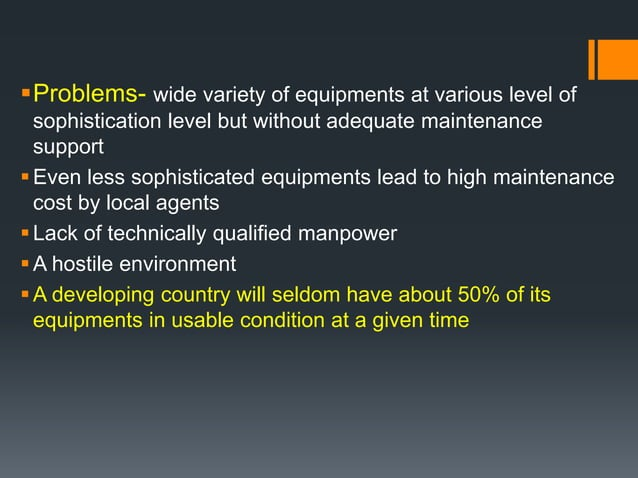 ▪Problems- wide variety of equipments at various level of
sophistication level but without adequate maintenance
support
▪Even less sophisticated equipments lead to high maintenance
cost by local agents
▪Lack of technically qualified manpower
▪A hostile environment
▪A developing country will seldom have about 50% of its
equipments in usable condition at a given time